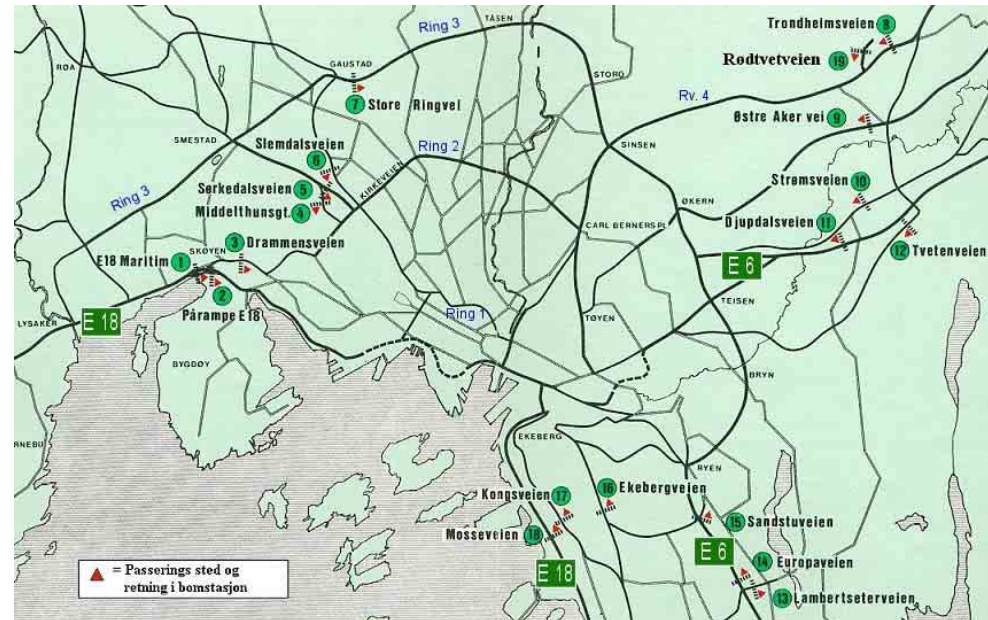 Trondhelmsveien 8
TÅSEN
Ring 3
GAUSTAD
RØA
19 Rødtvetveien
STORO
7 Store Ringvel
Rv. 4
Østre Aker vei 9
SMESTAD
Slemdalsveien
6
Ring 2
SINSEN
KIRKEVEIEN
Strømsveien
10
Sørkedalsveien 5
Ring 3
Middelthunsgt. 4
ØKERN
Djupdalsveien
11
CARL BERNERS PL
3 Drammensveien
SKØYEN
E18 Maritim 1
12 Tvetenveien
E 6
2
Pårampe E18
TEISEN
Ring 1
TØYEN
LYSAKER
E 18
BYGDØY
BRYN
EKEBERG
RNEBU
RYEN
16 Ekebergveien
Kongsveien 17
15 Sandstuveien
Mosseveien 18
E 6
14 Europaveien
E 18
= Passerings sted og
retning i bomstasjon
13 Lambertseterveien